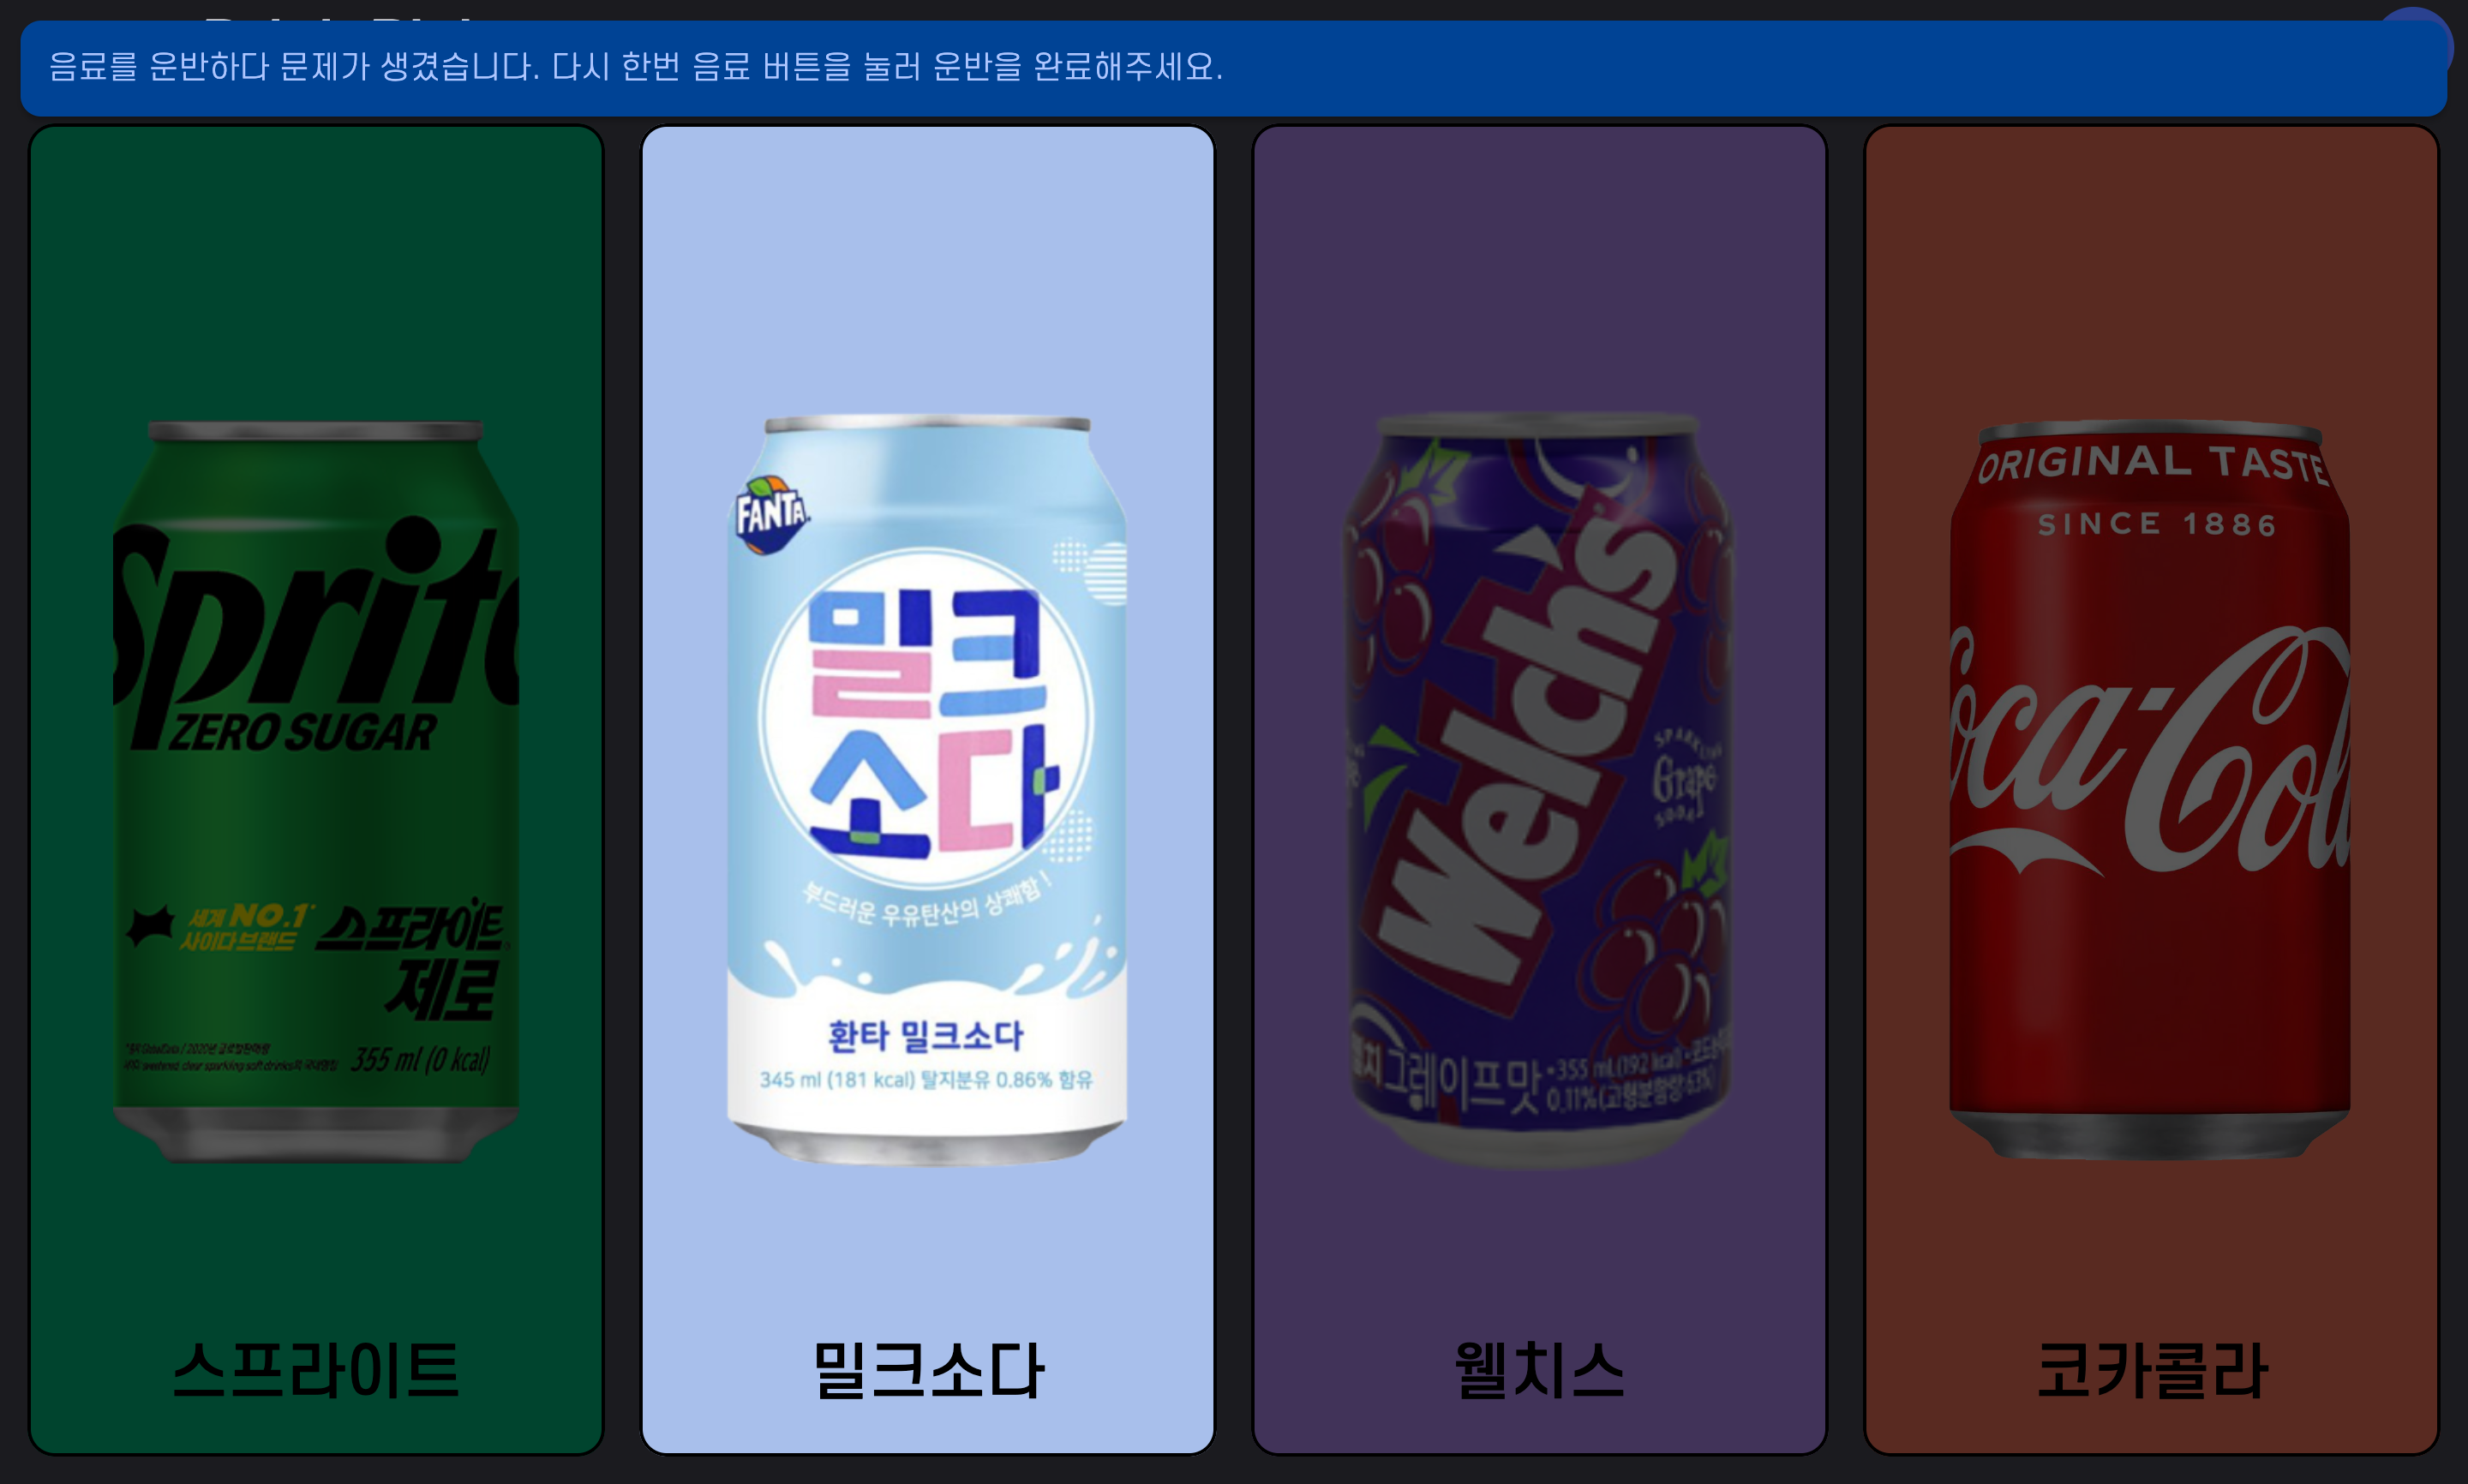 음료를 운반하다 문제가 생겼습니다. 다시 한번 음료 버튼을 눌러 운반을 완료해주세요.
Sprite
ZERO SUGAR
세계 NO.1
사이다 브랜드
스프라이트
제로
355 ml (0 kcal)
스프라이트
FANTA
밀크
소다
부드러운 우유탄산의 상쾌함!
환타 밀크소다
345 ml (181 kcal) 탈지분유 0.86% 함유
밀크소다
Welch's
SPARKLING
Grape
SODA
웰치 그레이프맛 • 355 mL (192 kcal) •
0.11% (고형분함량 63%)
웰치스
ORIGINAL TASTE
SINCE 1886
Coca-Cola
코카콜라